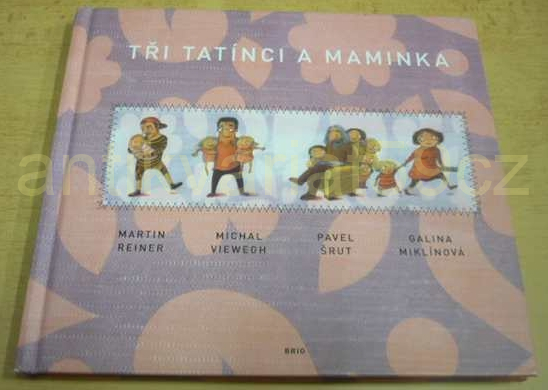 TŘI TATÍNCI A MAMINKA
MARTIN
REINER
MICHAL
VIEWEGH
PAVEL
ŠRUT
GALINA
MIKLÍNOVÁ
BRIO